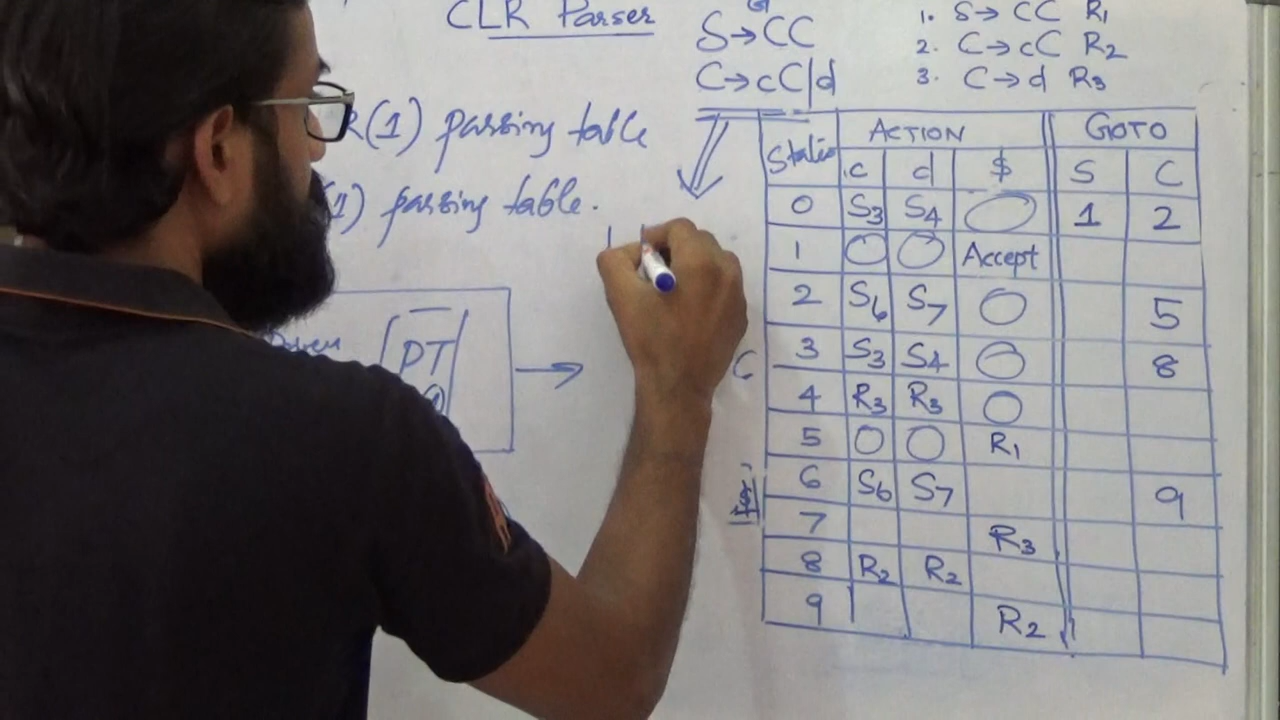 CLR Parser
S→CC
C→cC|d
1. S→ CC R1
2. C→cC R2
3. C→d R3
R(1) parsing table
(1) parsing table.
PT
States ACTION GOTO
c d $ S C
0 S3 S4 1 2
1 Accept
2 S6 S7 5
3 S3 S4 8
4 R3 R3
5 R1
6 S6 S7 9
7 R3
8 R2 R2
9 R2